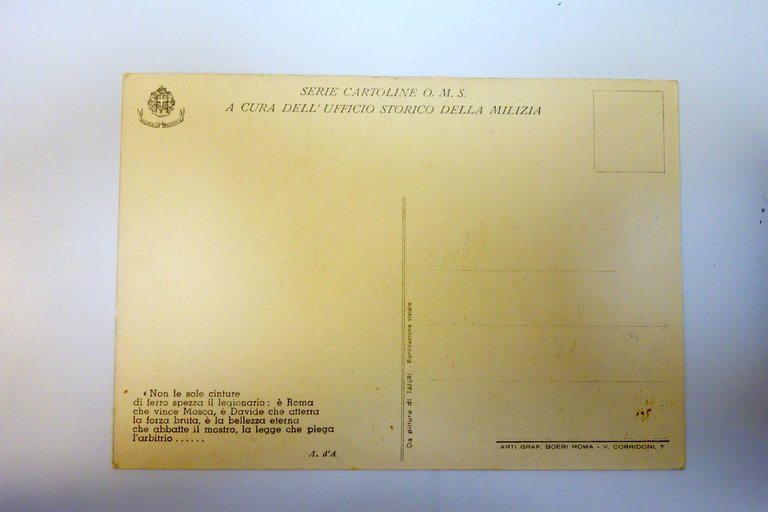 SERIE CARTOLINE O. M. S.
A CURA DELL' UFFICIO STORICO DELLA MILIZIA
« Non le sole cinture
di ferro spezza il legionario : è Roma
che vince Mosca, è Davide che atterra
la forza bruta, è la bellezza eterna
che abbatte il mostro, la legge che piega
l'arbitrio ......
A. d'A.
Da pittura di TAFURI Riproduzione vietata
ARTI GRAF. BOERI ROMA - V. CORRIDONI, 7